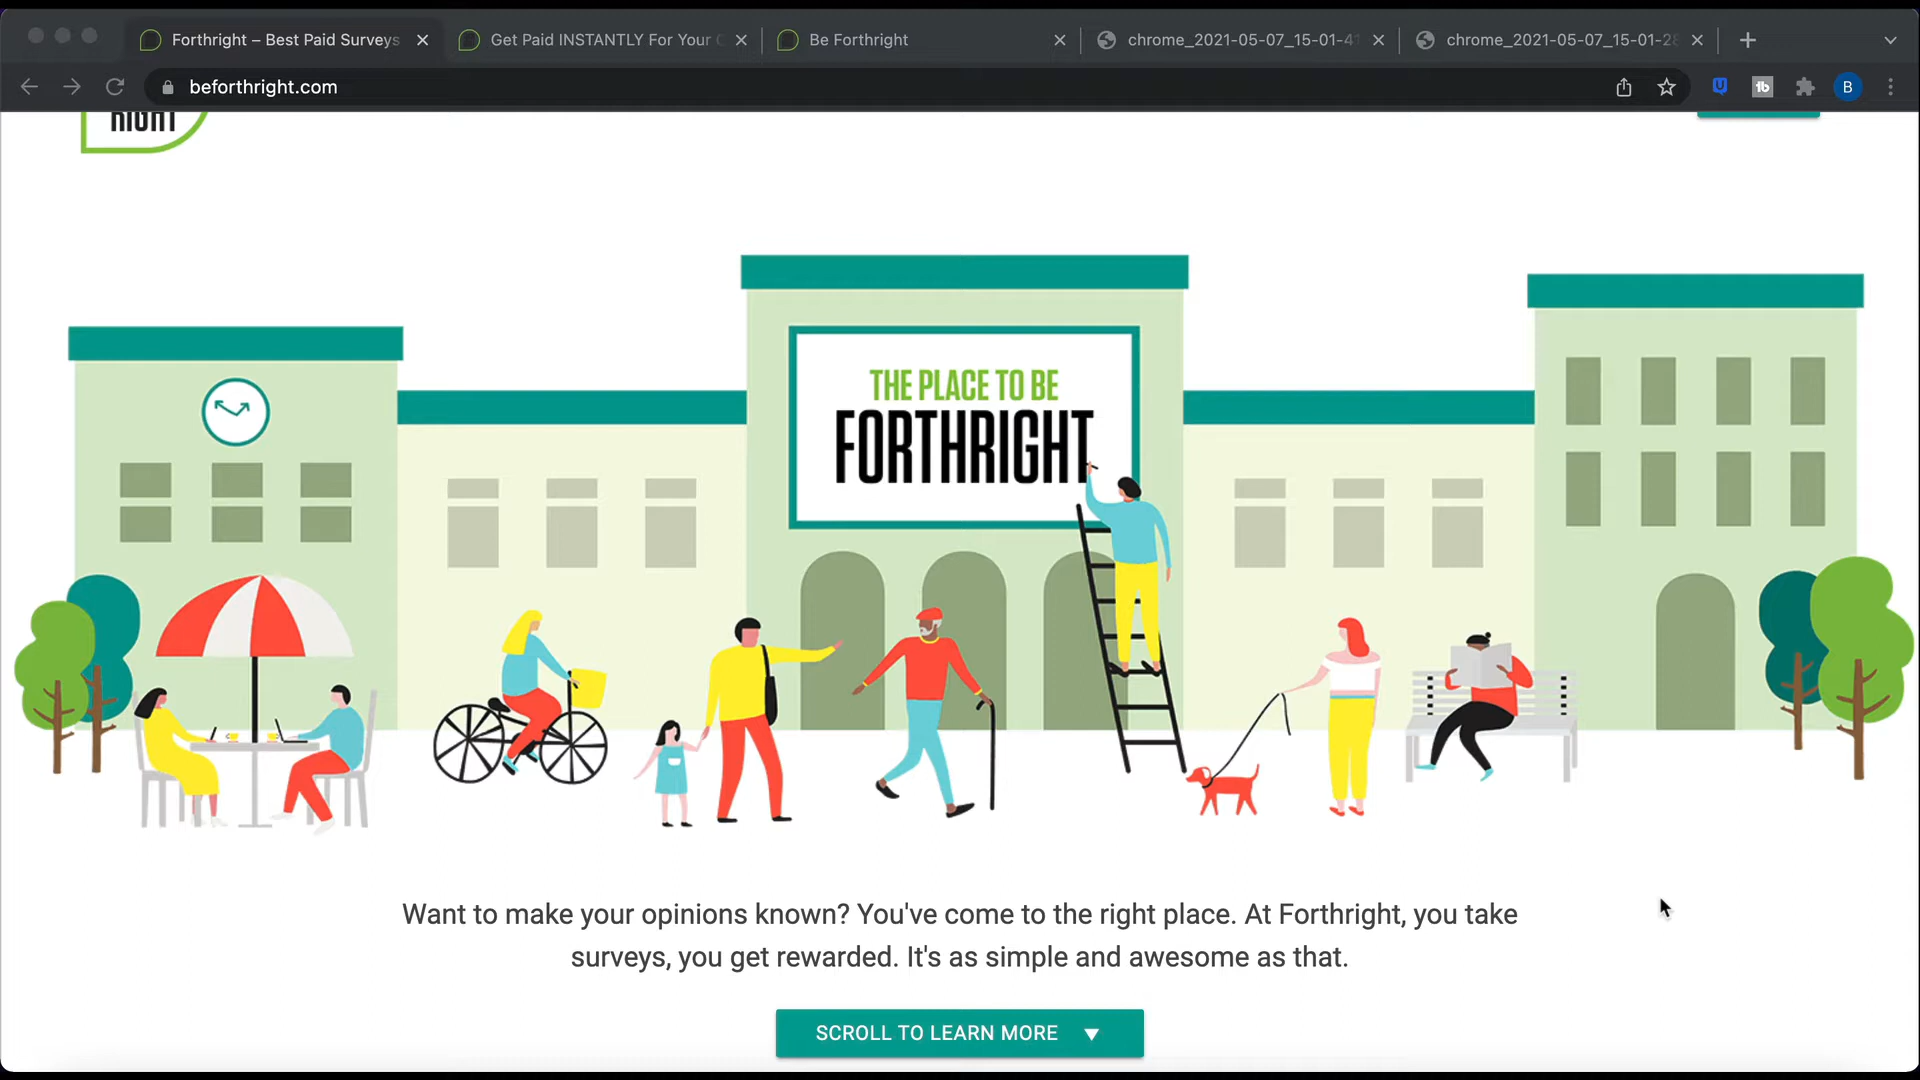 Forthright – Best Paid Surveys
Get Paid INSTANTLY For Your
Be Forthright
chrome_2021-05-07_15-01-41
chrome_2021-05-07_15-01-28
beforthright.com
B
RIGHT
THE PLACE TO BE
FORTHRIGHT
Want to make your opinions known? You've come to the right place. At Forthright, you take
surveys, you get rewarded. It's as simple and awesome as that.
SCROLL TO LEARN MORE